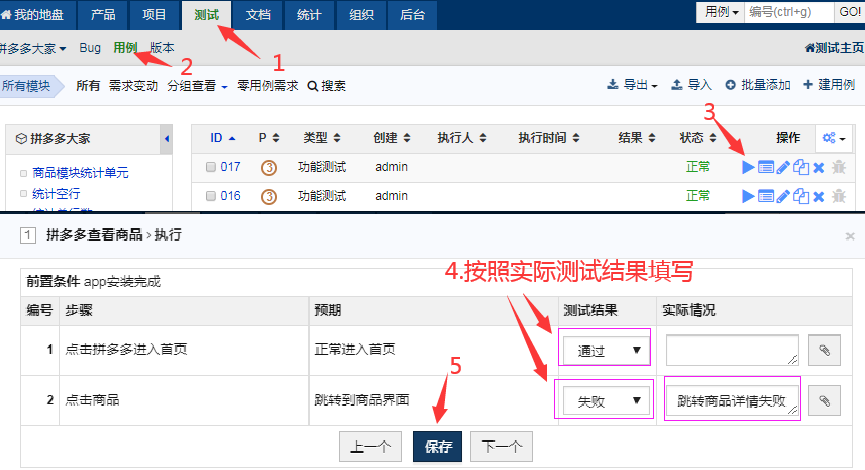 我的地盘 产品 项目 测试 文档 统计 组织 后台 用例 编号(ctrl+g) GO!
拼多多大家 Bug 用例 版本 测试主页
2 1
所有模块 所有 需求变动 分组查看 零用例需求 搜索 导出 导入 批量添加 建用例
3
拼多多大家 ID P 类型 创建 执行人 执行时间 结果 状态 操作
商品模块统计单元 017 3 功能测试 admin 正常
统计空行 016 3 功能测试 admin 正常
1 拼多多查看商品 > 执行 ×
4.按照实际测试结果填写
前置条件 app安装完成
编号 步骤 预期 测试结果 实际情况
1 点击拼多多进入首页 正常进入首页 通过
2 点击商品 跳转到商品界面 失败 跳转商品详情失败
5
上一个 保存 下一个